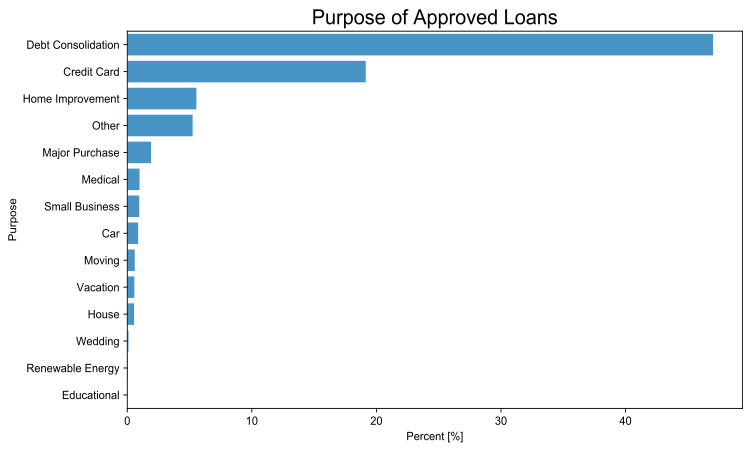 Purpose of Approved Loans
Purpose
Debt Consolidation
Credit Card
Home Improvement
Other
Major Purchase
Medical
Small Business
Car
Moving
Vacation
House
Wedding
Renewable Energy
Educational
0 10 20 30 40
Percent [%]